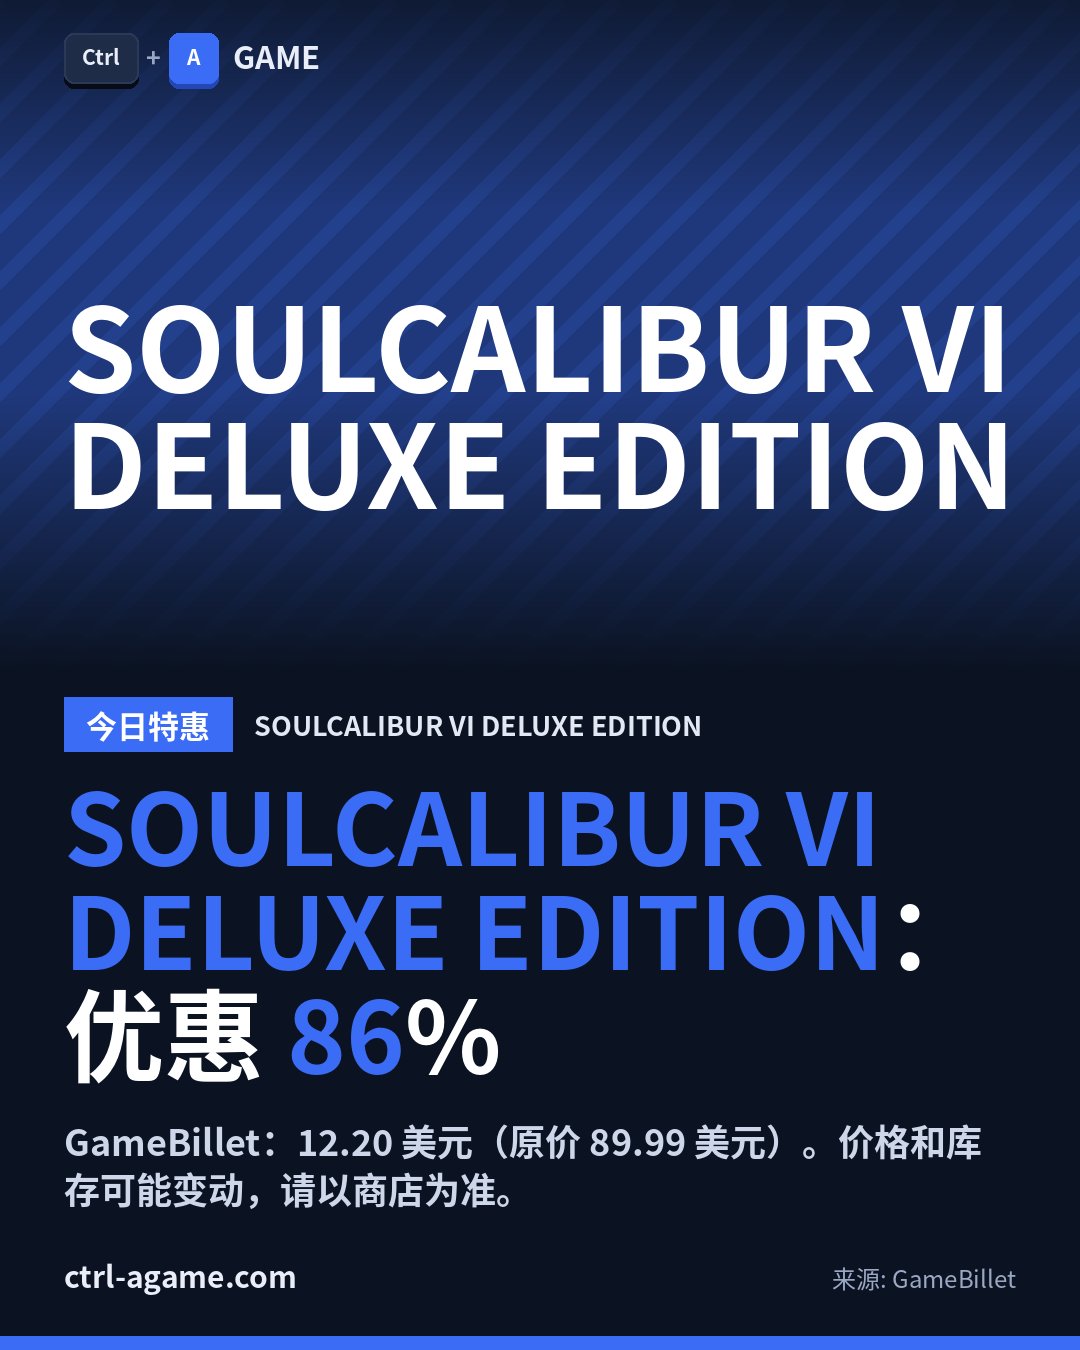 Ctrl + A GAME
SOULCALIBUR VI
DELUXE EDITION
今日特惠 SOULCALIBUR VI DELUXE EDITION
SOULCALIBUR VI
DELUXE EDITION：
优惠 86%
GameBillet：12.20 美元（原价 89.99 美元）。价格和库
存可能变动，请以商店为准。
ctrl-agame.com 来源: GameBillet